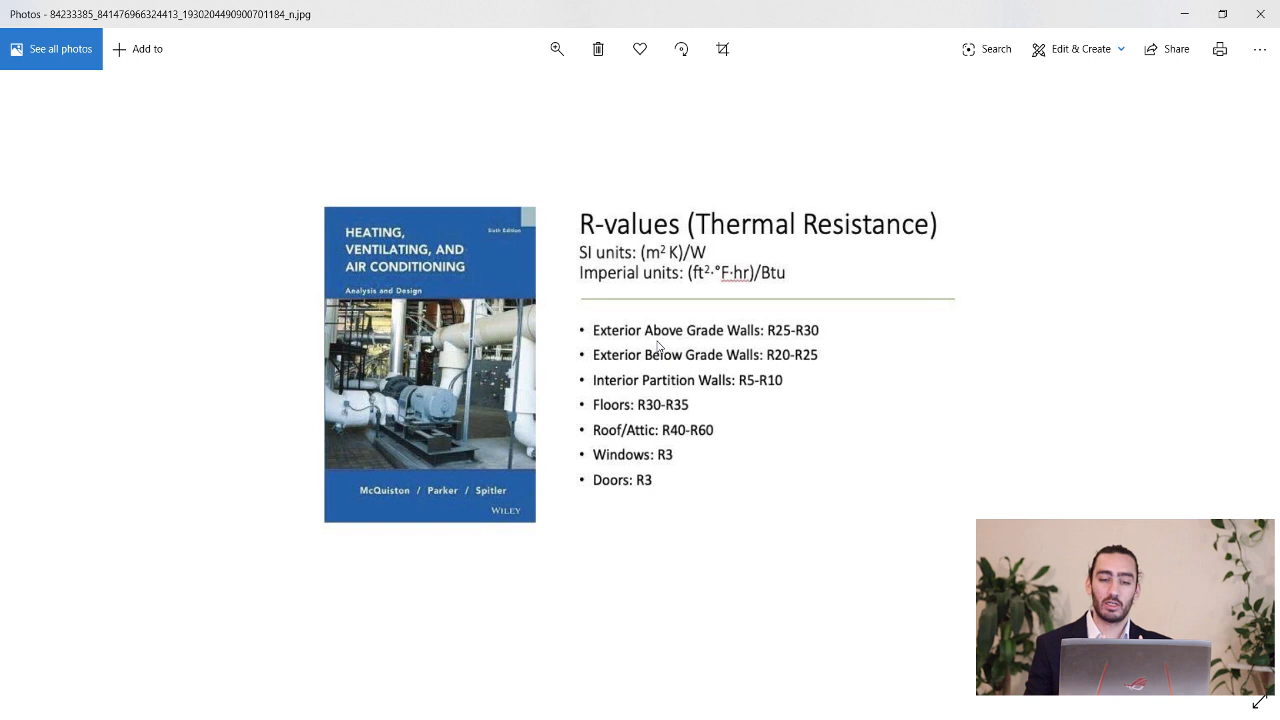 Photos - 84233385_841476966324413_1930204490900701184_n.jpg
See all photos
Add to
Search
Edit & Create
Share
HEATING,
VENTILATING, AND
AIR CONDITIONING
Sixth Edition
Analysis and Design
McQuiston / Parker / Spitler
WILEY
R-values (Thermal Resistance)
SI units: (m² K)/W
Imperial units: (ft²·°F·hr)/Btu
• Exterior Above Grade Walls: R25-R30
• Exterior Below Grade Walls: R20-R25
• Interior Partition Walls: R5-R10
• Floors: R30-R35
• Roof/Attic: R40-R60
• Windows: R3
• Doors: R3